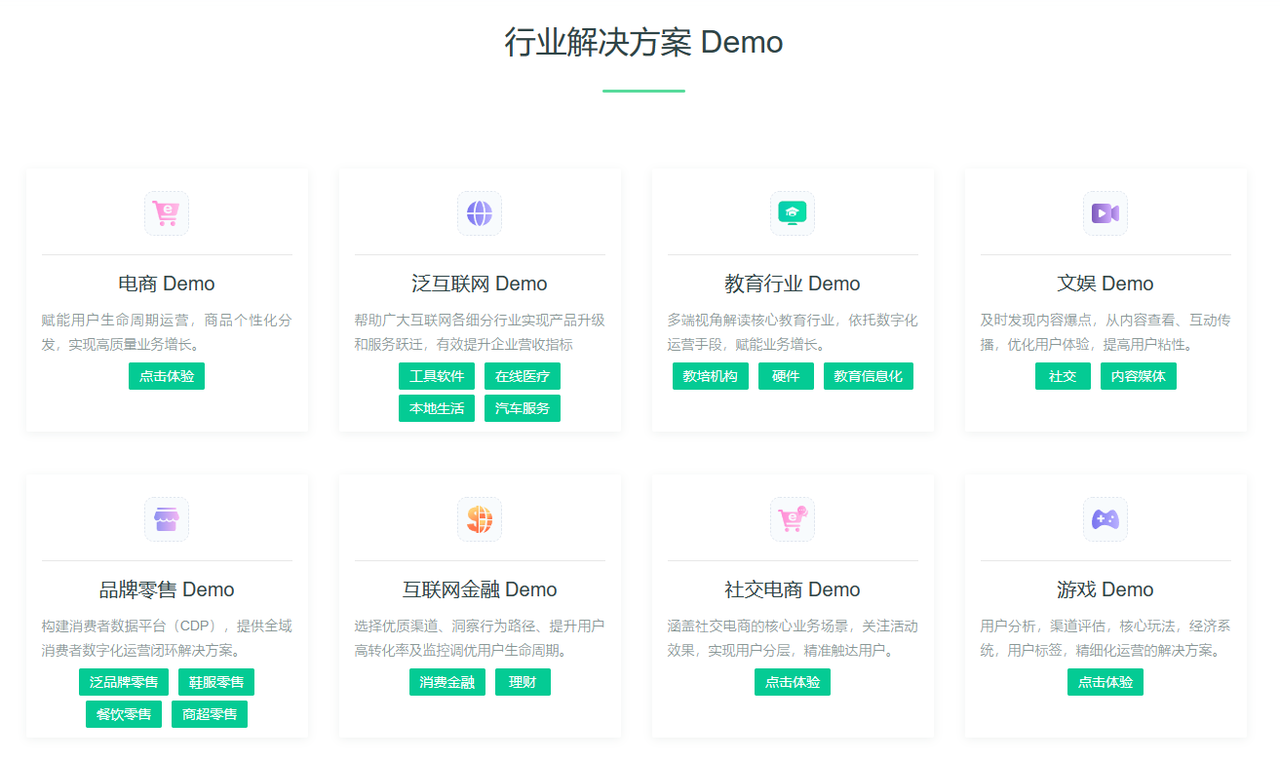 行业解决方案 Demo
电商 Demo
赋能用户生命周期运营，商品个性化分
发，实现高质量业务增长。
点击体验
泛互联网 Demo
帮助广大互联网各细分行业实现产品升级
和服务跃迁，有效提升企业营收指标
工具软件 在线医疗
本地生活 汽车服务
教育行业 Demo
多端视角解读核心教育行业，依托数字化
运营手段，赋能业务增长。
教培机构 硬件 教育信息化
文娱 Demo
及时发现内容爆点，从内容查看、互动传
播，优化用户体验，提高用户粘性。
社交 内容媒体
品牌零售 Demo
构建消费者数据平台（CDP），提供全域
消费者数字化运营闭环解决方案。
泛品牌零售 鞋服零售
餐饮零售 商超零售
互联网金融 Demo
选择优质渠道、洞察行为路径、提升用户
高转化率及监控调优用户生命周期。
消费金融 理财
社交电商 Demo
涵盖社交电商的核心业务场景，关注活动
效果，实现用户分层，精准触达用户。
点击体验
游戏 Demo
用户分析，渠道评估，核心玩法，经济系
统，用户标签，精细化运营的解决方案。
点击体验